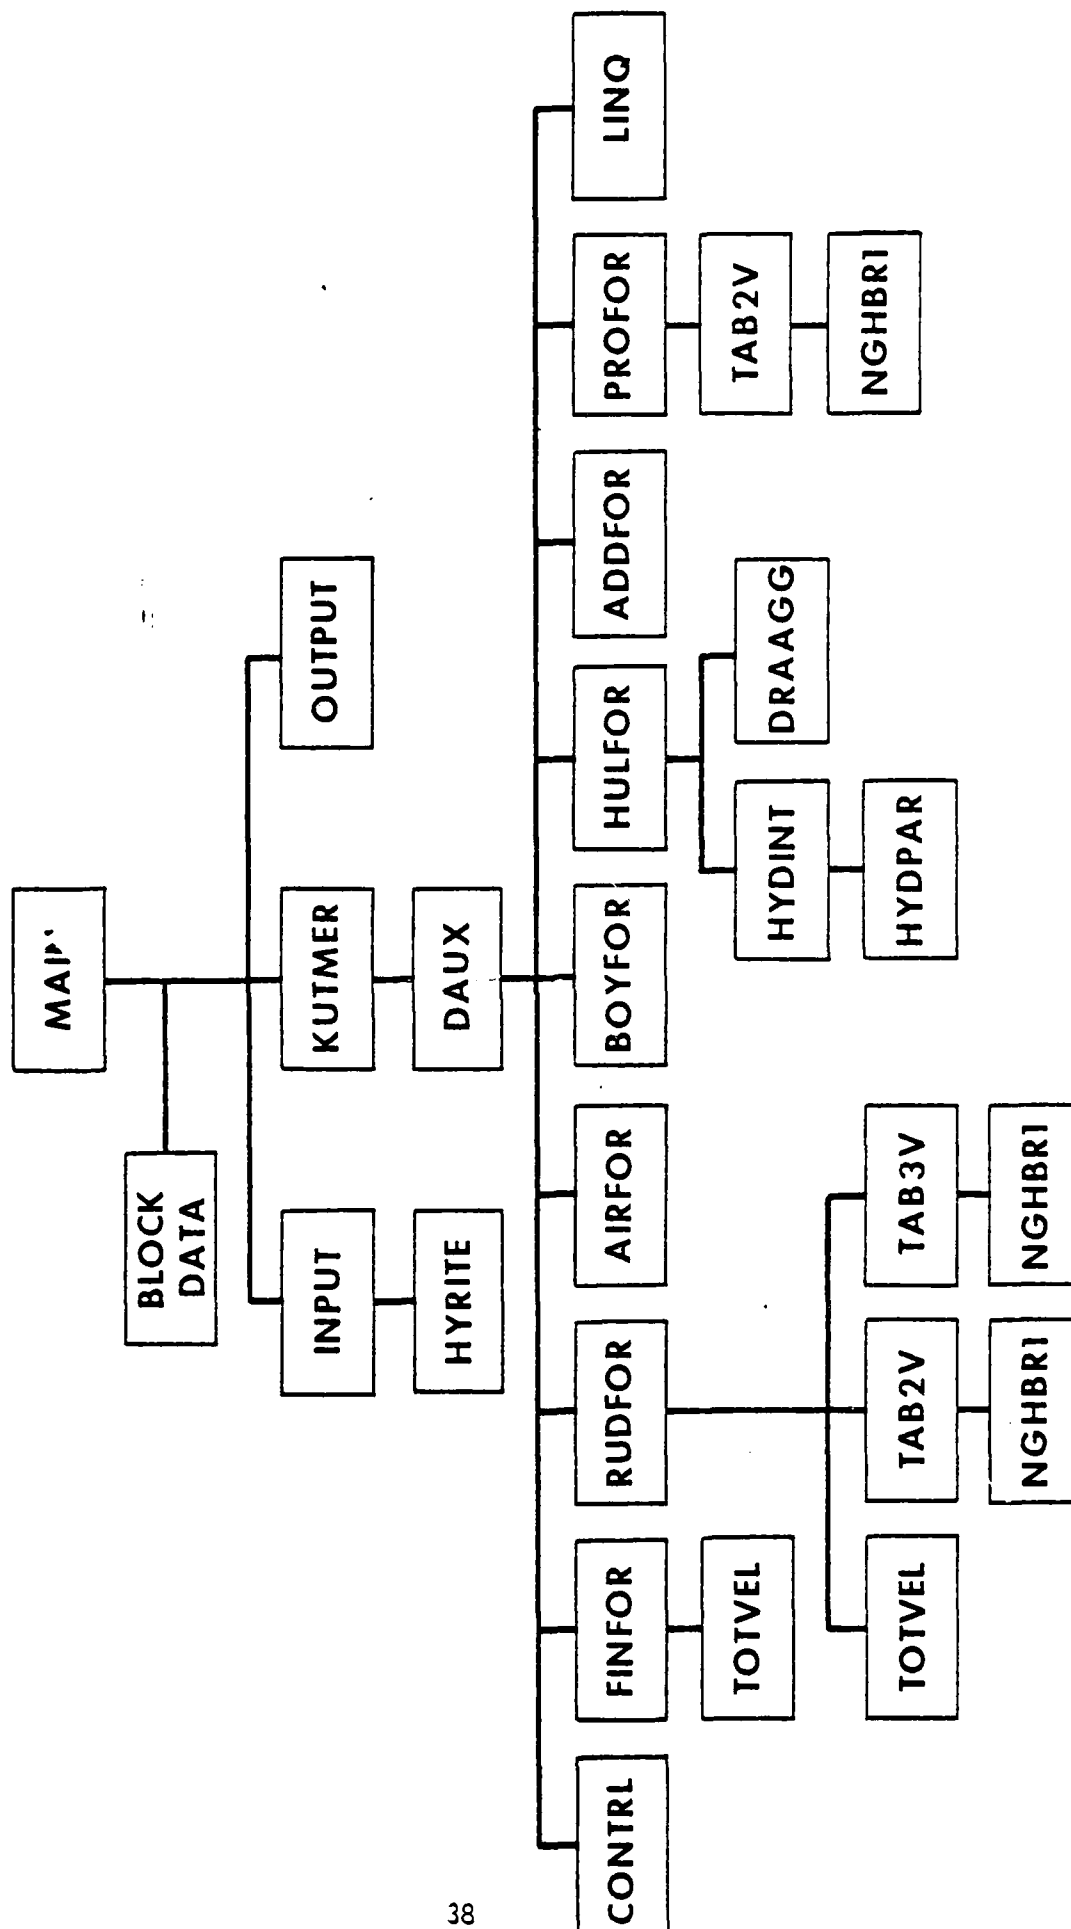 MAIN
BLOCK
DATA
INPUT
KUTMER
OUTPUT
HYRITE
DAUX
CONTRL
FINFOR
RUDFOR
AIRFOR
BOYFOR
HULFOR
ADDFOR
PROFOR
LINQ
TOTVEL
HYDINT
DRAAGG
TAB2V
TOTVEL
TAB2V
TAB3V
HYDPAR
NGHBR1
NGHBR1
NGHBR1
38